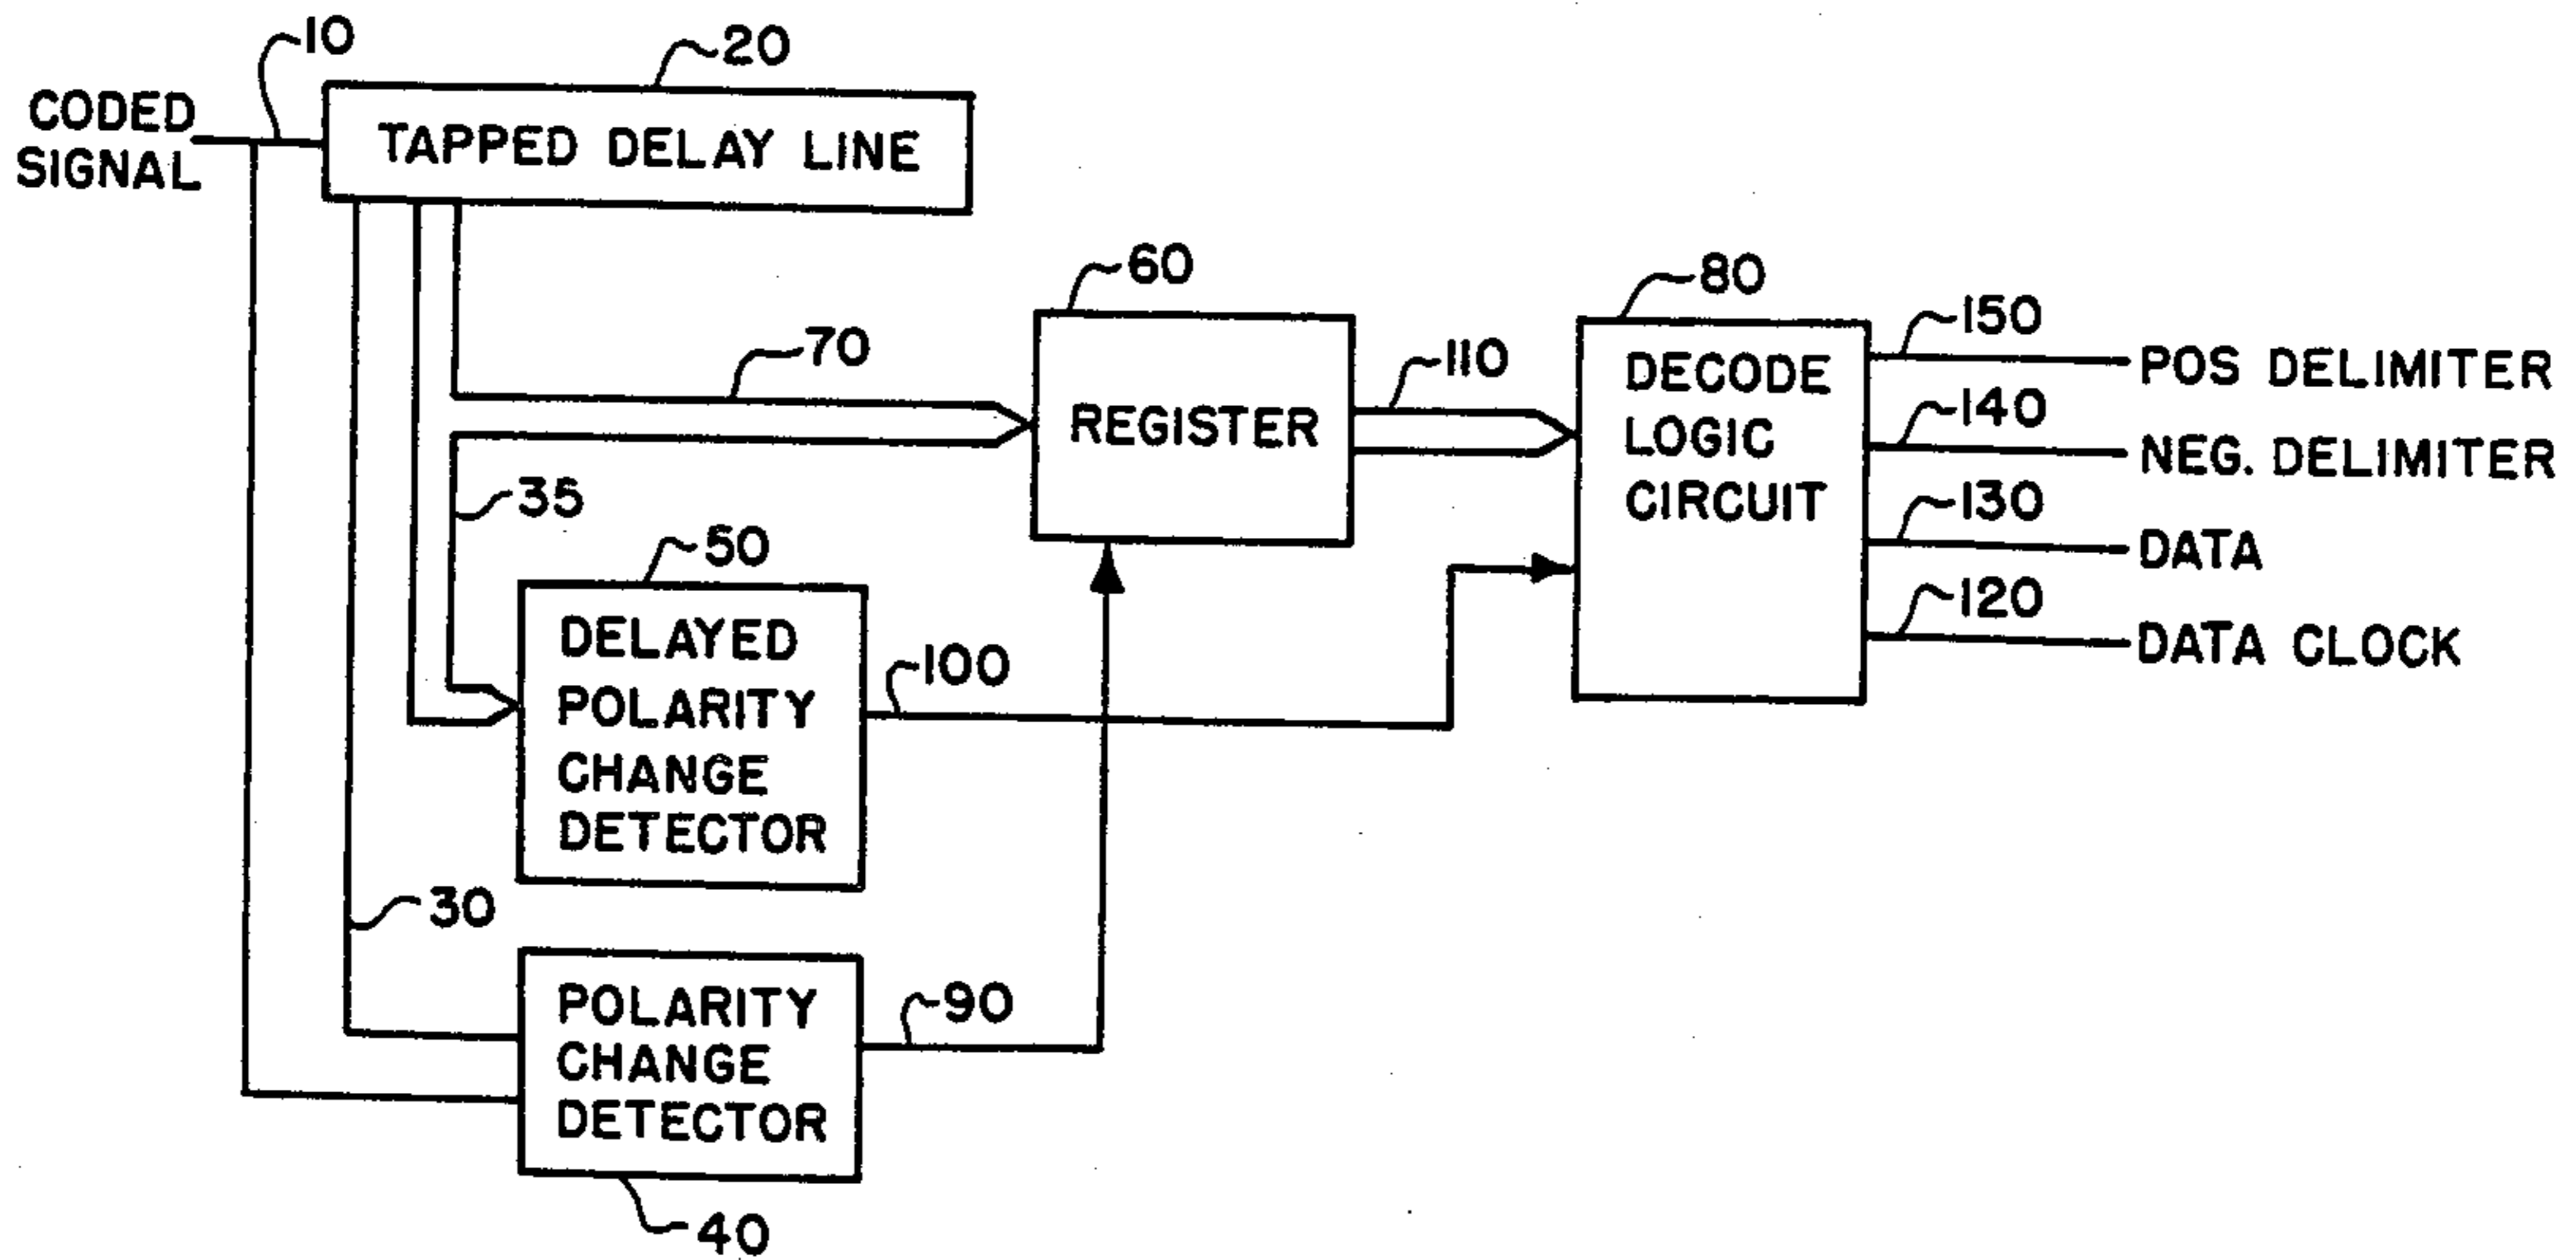 10
20
CODED
SIGNAL
TAPPED DELAY LINE
60
80
70
110
150
POS DELIMITER
REGISTER
DECODE
LOGIC
CIRCUIT
140
NEG. DELIMITER
35
130
DATA
50
120
DATA CLOCK
DELAYED
POLARITY
CHANGE
DETECTOR
100
30
POLARITY
CHANGE
DETECTOR
90
40